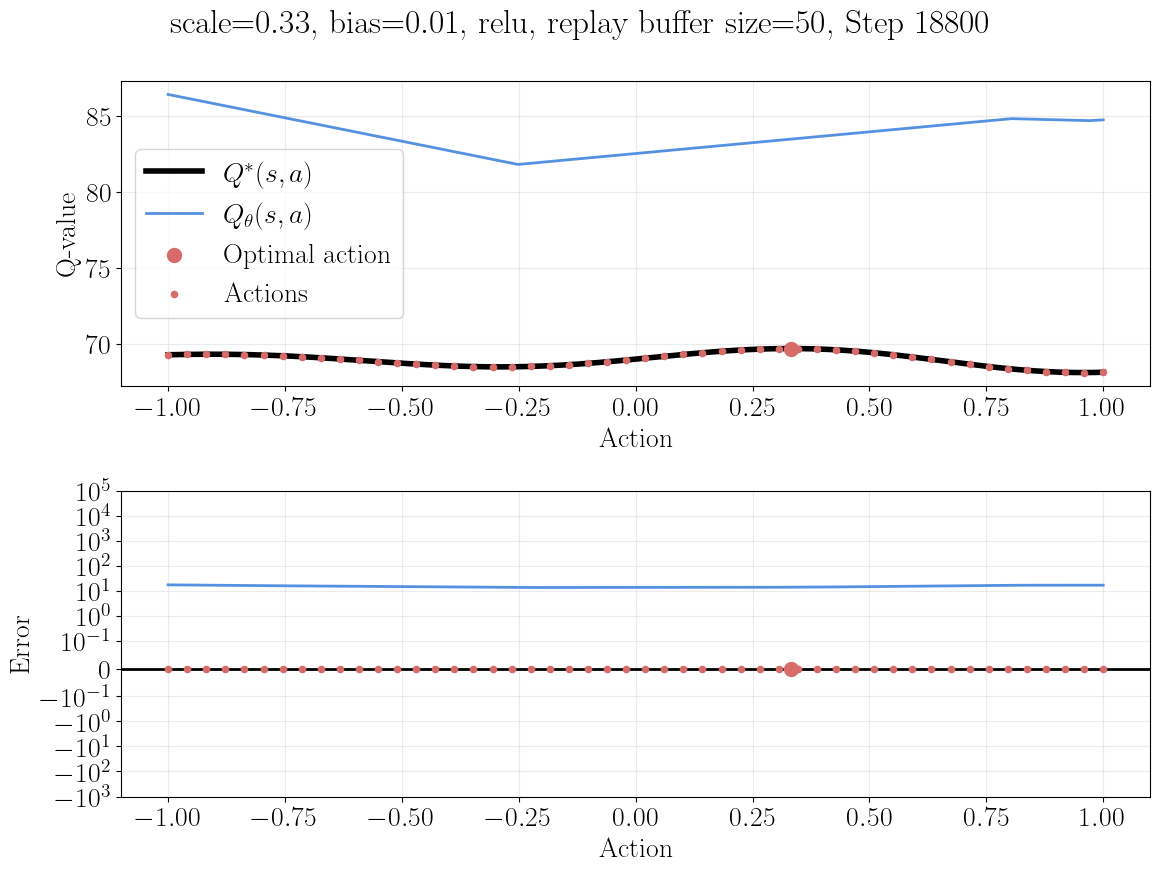 scale=0.33, bias=0.01, relu, replay buffer size=50, Step 18800
Q-value
85
80
75
70
Q*(s, a)
Q_θ(s, a)
Optimal action
Actions
−1.00 −0.75 −0.50 −0.25 0.00 0.25 0.50 0.75 1.00
Action
Error
10^5
10^4
10^3
10^2
10^1
10^0
10^−1
0
−10^−1
−10^0
−10^1
−10^2
−10^3
−1.00 −0.75 −0.50 −0.25 0.00 0.25 0.50 0.75 1.00
Action